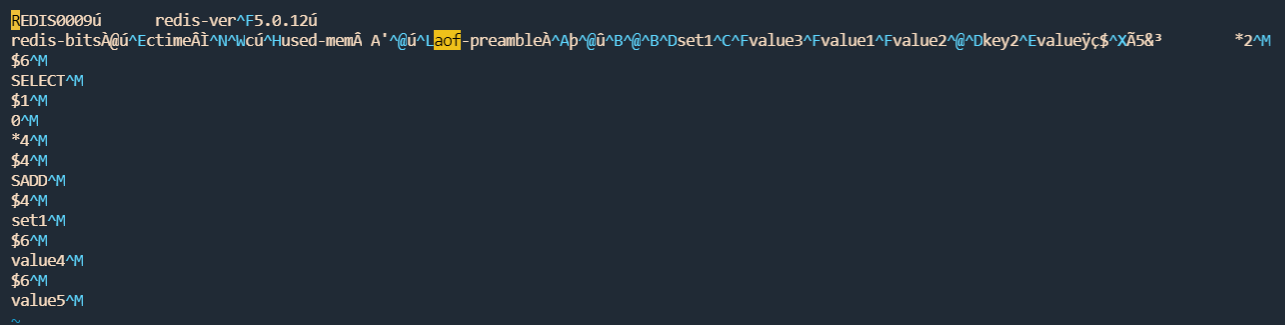 REDIS0009ú      redis-ver^F5.0.12ú
redis-bitsÀ@ú^EctimeÂÌ^N^Wcú^Hused-memÂ A'^@ú^Laof-preambleÀ^Aþ^@û^B^@^B^Dset1^C^Fvalue3^Fvalue1^Fvalue2^@^Dkey2^Evalueÿç$^XÃ5&³        *2^M
$6^M
SELECT^M
$1^M
0^M
*4^M
$4^M
SADD^M
$4^M
set1^M
$6^M
value4^M
$6^M
value5^M
~